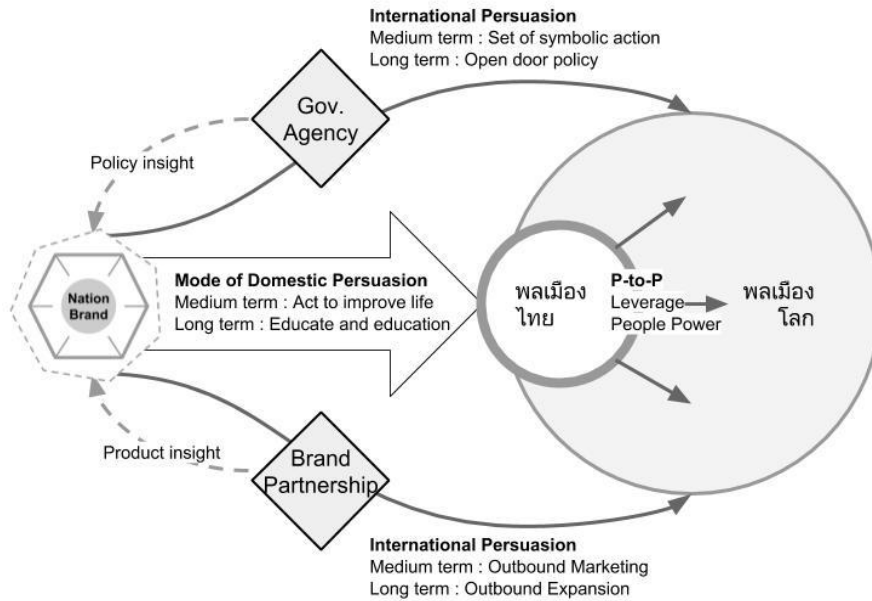 International Persuasion
Medium term : Set of symbolic action
Long term : Open door policy
Gov.
Agency
Policy insight
Nation
Brand
Mode of Domestic Persuasion
Medium term : Act to improve life
Long term : Educate and education
พลเมือง
ไทย
P-to-P
Leverage
People Power
พลเมือง
โลก
Product insight
Brand
Partnership
International Persuasion
Medium term : Outbound Marketing
Long term : Outbound Expansion